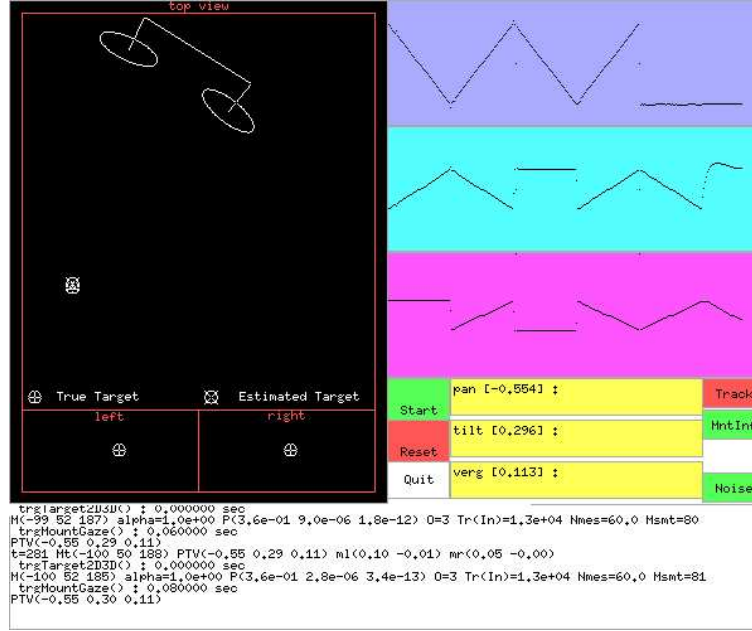 top view
True Target
Estimated Target
left
right
Start
pan [-0.554] :
Track
Reset
tilt [0.296] :
MntInf
Quit
verg [0.113] :
Noise
trgTarget2D3D() : 0.000000 sec
M(-99 52 187) alpha=1.0e+00 P(3.6e-01 9.0e-06 1.8e-12) O=3 Tr(In)=1.3e+04 Nmes=60.0 Msmt=80
trgMountGaze() : 0.060000 sec
PTV(-0.55 0.29 0.11)
t=281 Mt(-100 50 188) PTV(-0.55 0.29 0.11) ml(0.10 -0.01) mr(0.05 -0.00)
trgTarget2D3D() : 0.000000 sec
M(-100 52 185) alpha=1.0e+00 P(3.6e-01 2.8e-06 3.4e-13) O=3 Tr(In)=1.3e+04 Nmes=60.0 Msmt=81
trgMountGaze() : 0.080000 sec
PTV(-0.55 0.30 0.11)